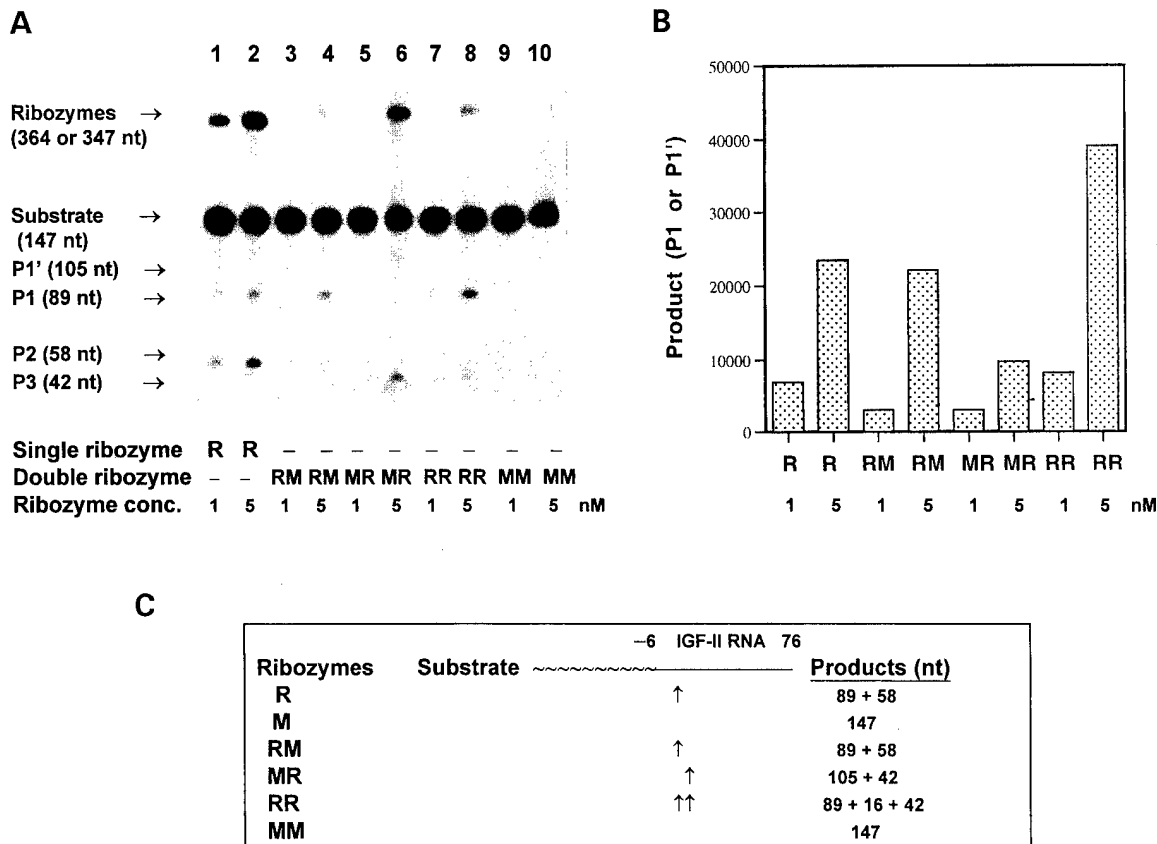 A
1 2 3 4 5 6 7 8 9 10
Ribozymes →
(364 or 347 nt)
Substrate →
(147 nt)
P1' (105 nt) →
P1 (89 nt) →
P2 (58 nt) →
P3 (42 nt) →
Single ribozyme R R – – – – – – – –
Double ribozyme – – RM RM MR MR RR RR MM MM
Ribozyme conc. 1 5 1 5 1 5 1 5 1 5 nM
B
Product (P1 or P1')
50000
40000
30000
20000
10000
0
R R RM RM MR MR RR RR
1 5 1 5 1 5 1 5 nM
C
–6 IGF-II RNA 76
Ribozymes Substrate Products (nt)
R ↑ 89 + 58
M 147
RM ↑ 89 + 58
MR ↑ 105 + 42
RR ↑↑ 89 + 16 + 42
MM 147